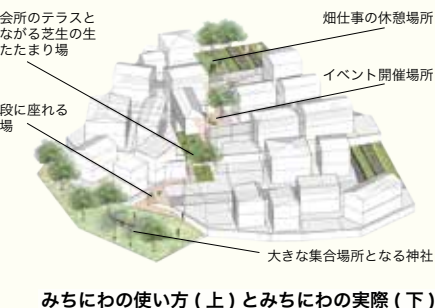 会所のテラスと
ながる芝生の生
たたまり場
畑仕事の休憩場所
イベント開催場所
段に座れる
場
大きな集合場所となる神社
みちにわの使い方 ( 上 ) とみちにわの実際 ( 下 )